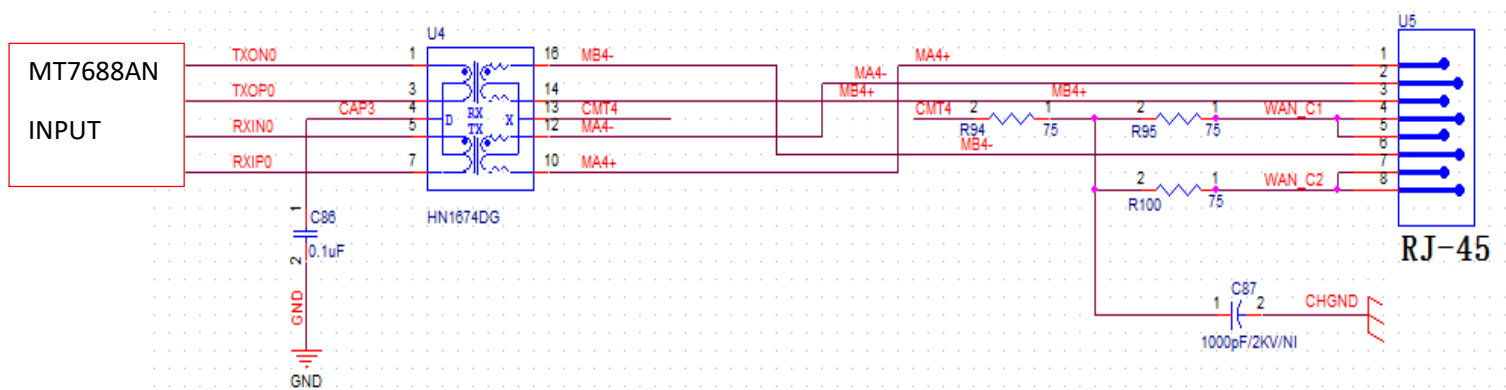 U5
U4
MT7688AN
INPUT
TXON0
1
16
MB4-
MA4+
1
MA4-
2
TXOP0
3
14
MB4+
MB4+
3
CAP3
4
D
RX
X
13
CMT4
CMT4
2
1
2
1
WAN_C1
4
R94
75
R95
75
RXIN0
5
TX
12
MA4-
5
MB4-
6
RXIP0
7
10
MA4+
7
2
1
WAN_C2
8
R100
75
HN1674DG
1
C86
0.1uF
2
RJ-45
C87
1
2
CHGND
1000pF/2KV/NI
GND
GND